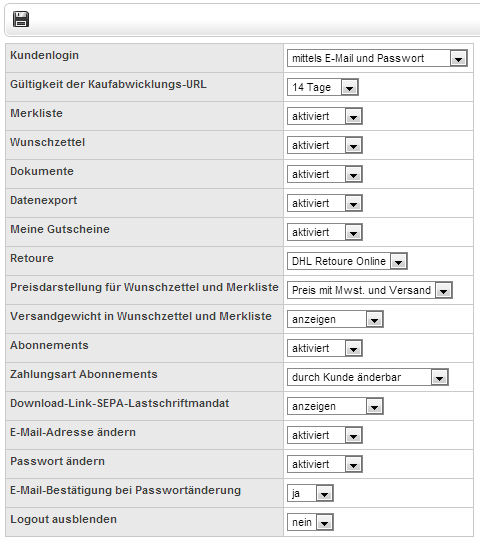 Kundenlogin mittels E-Mail und Passwort
Gültigkeit der Kaufabwicklungs-URL 14 Tage
Merkliste aktiviert
Wunschzettel aktiviert
Dokumente aktiviert
Datenexport aktiviert
Meine Gutscheine aktiviert
Retoure DHL Retoure Online
Preisdarstellung für Wunschzettel und Merkliste Preis mit Mwst. und Versand
Versandgewicht in Wunschzettel und Merkliste anzeigen
Abonnements aktiviert
Zahlungsart Abonnements durch Kunde änderbar
Download-Link-SEPA-Lastschriftmandat anzeigen
E-Mail-Adresse ändern aktiviert
Passwort ändern aktiviert
E-Mail-Bestätigung bei Passwortänderung ja
Logout ausblenden nein